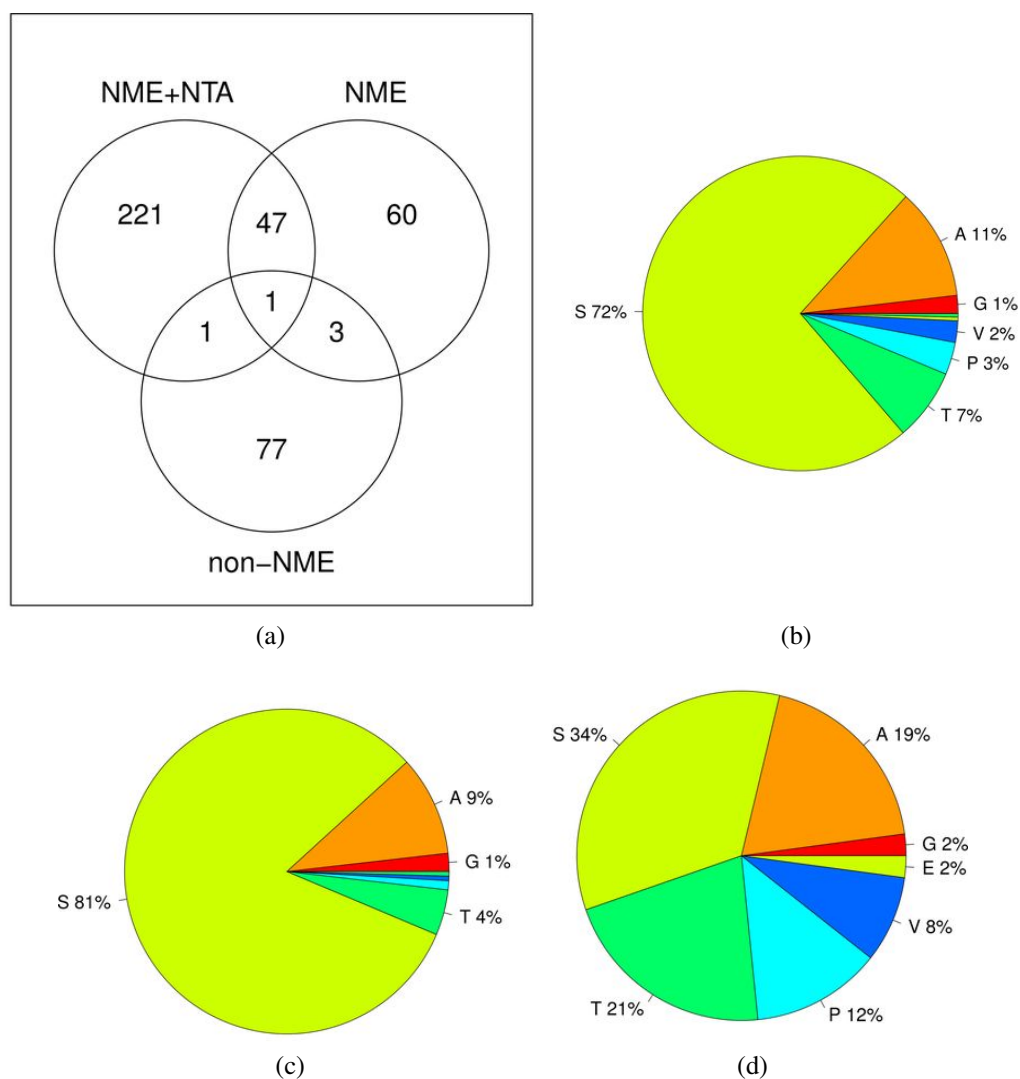 NME+NTA NME
221 47 60
1
1 3
77
non−NME
(a)
A 11%
G 1%
S 72%
V 2%
P 3%
T 7%
(b)
A 9%
G 1%
S 81%
T 4%
(c)
S 34%
A 19%
G 2%
E 2%
V 8%
T 21%
P 12%
(d)